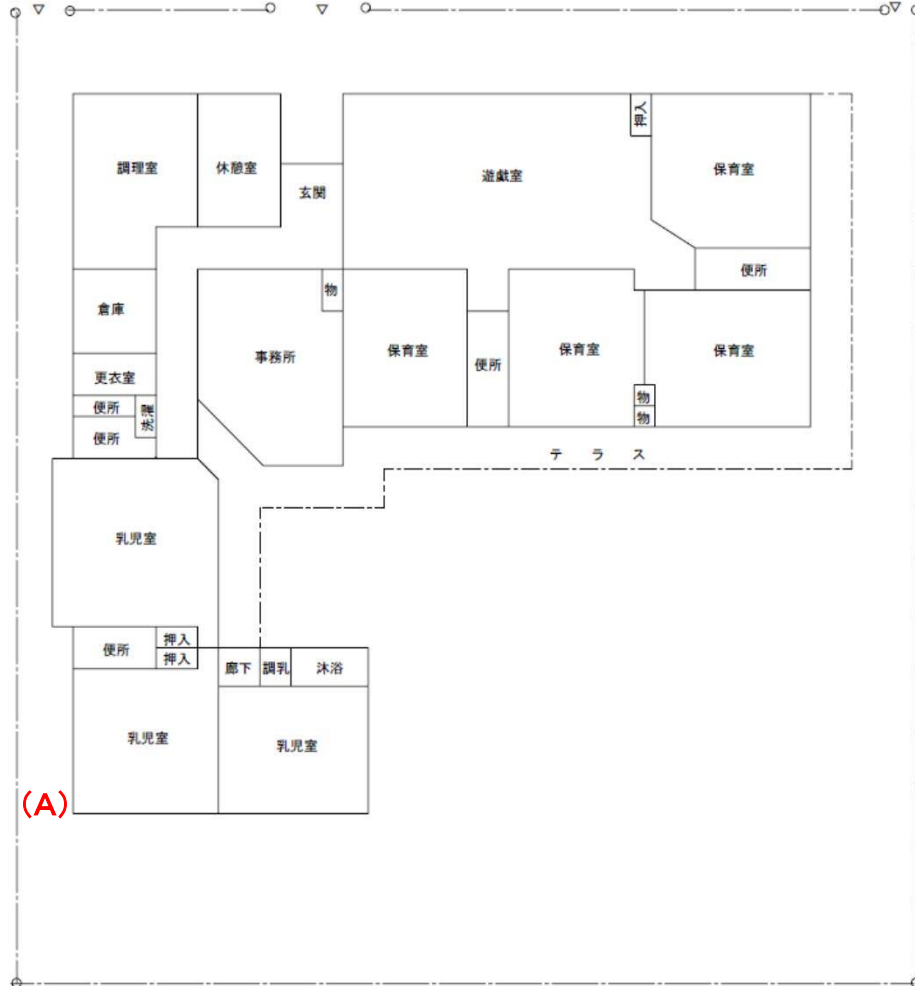 押入
調理室
休憩室
遊戯室
保育室
玄関
便所
物
倉庫
事務所
保育室
便所
保育室
保育室
更衣室
便所
洗濯
物
物
便所
テラス
乳児室
便所
押入
押入
廊下
調乳
沐浴
乳児室
乳児室
(A)